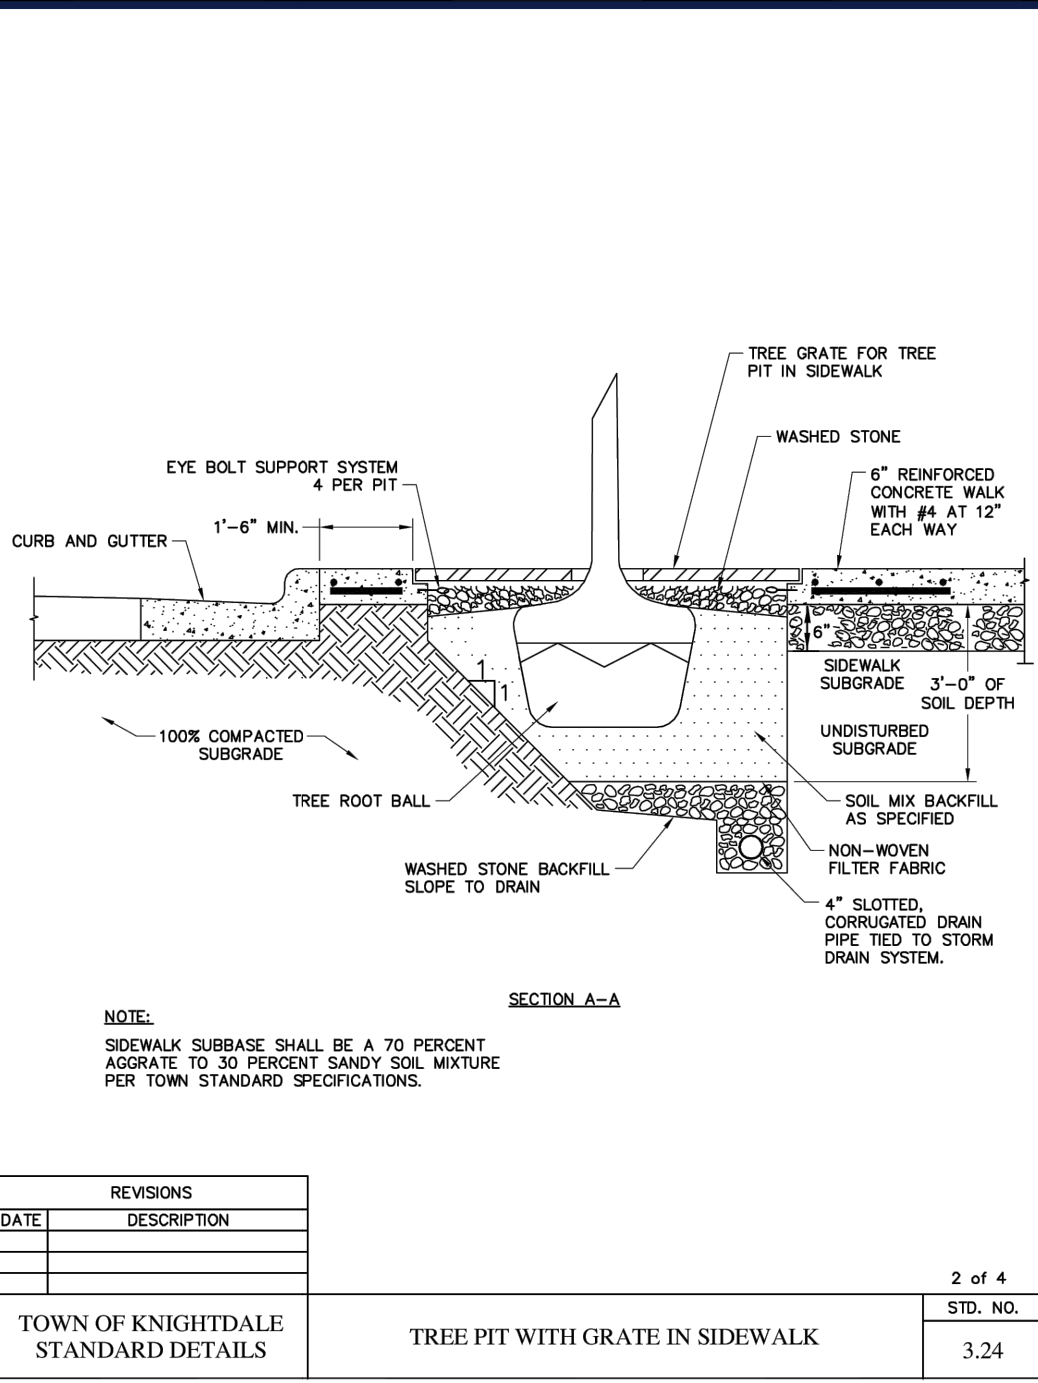 TREE GRATE FOR TREE
PIT IN SIDEWALK
WASHED STONE
EYE BOLT SUPPORT SYSTEM
4 PER PIT
6" REINFORCED
CONCRETE WALK
WITH #4 AT 12"
EACH WAY
1'-6" MIN.
CURB AND GUTTER
6"
1
1
SIDEWALK
SUBGRADE
3'-0" OF
SOIL DEPTH
100% COMPACTED
SUBGRADE
UNDISTURBED
SUBGRADE
TREE ROOT BALL
SOIL MIX BACKFILL
AS SPECIFIED
NON-WOVEN
FILTER FABRIC
WASHED STONE BACKFILL
SLOPE TO DRAIN
4" SLOTTED,
CORRUGATED DRAIN
PIPE TIED TO STORM
DRAIN SYSTEM.
SECTION A-A
NOTE:
SIDEWALK SUBBASE SHALL BE A 70 PERCENT
AGGRATE TO 30 PERCENT SANDY SOIL MIXTURE
PER TOWN STANDARD SPECIFICATIONS.
REVISIONS
DATE DESCRIPTION
2 of 4
TOWN OF KNIGHTDALE
STANDARD DETAILS
TREE PIT WITH GRATE IN SIDEWALK
STD. NO.
3.24